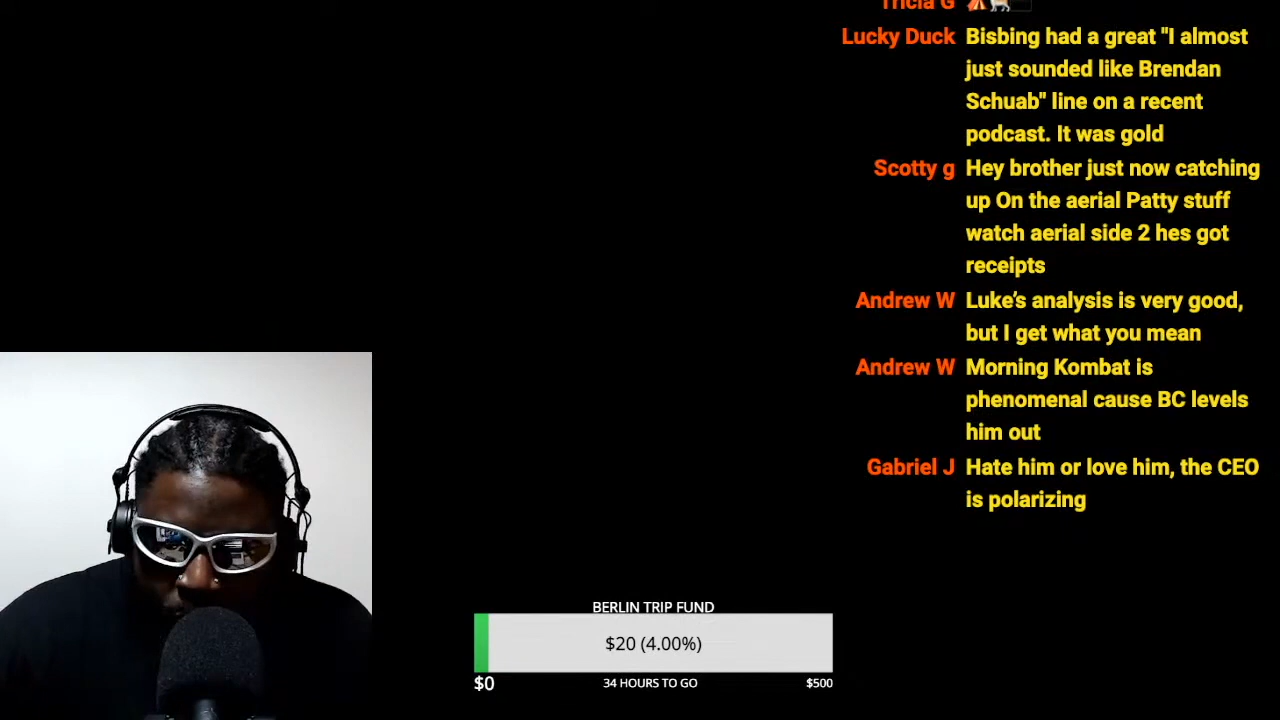 Tricia G
Lucky Duck Bisbing had a great "I almost
just sounded like Brendan
Schuab" line on a recent
podcast. It was gold
Scotty g Hey brother just now catching
up On the aerial Patty stuff
watch aerial side 2 hes got
receipts
Andrew W Luke's analysis is very good,
but I get what you mean
Andrew W Morning Kombat is
phenomenal cause BC levels
him out
Gabriel J Hate him or love him, the CEO
is polarizing
BERLIN TRIP FUND
$20 (4.00%)
$0 34 HOURS TO GO $500